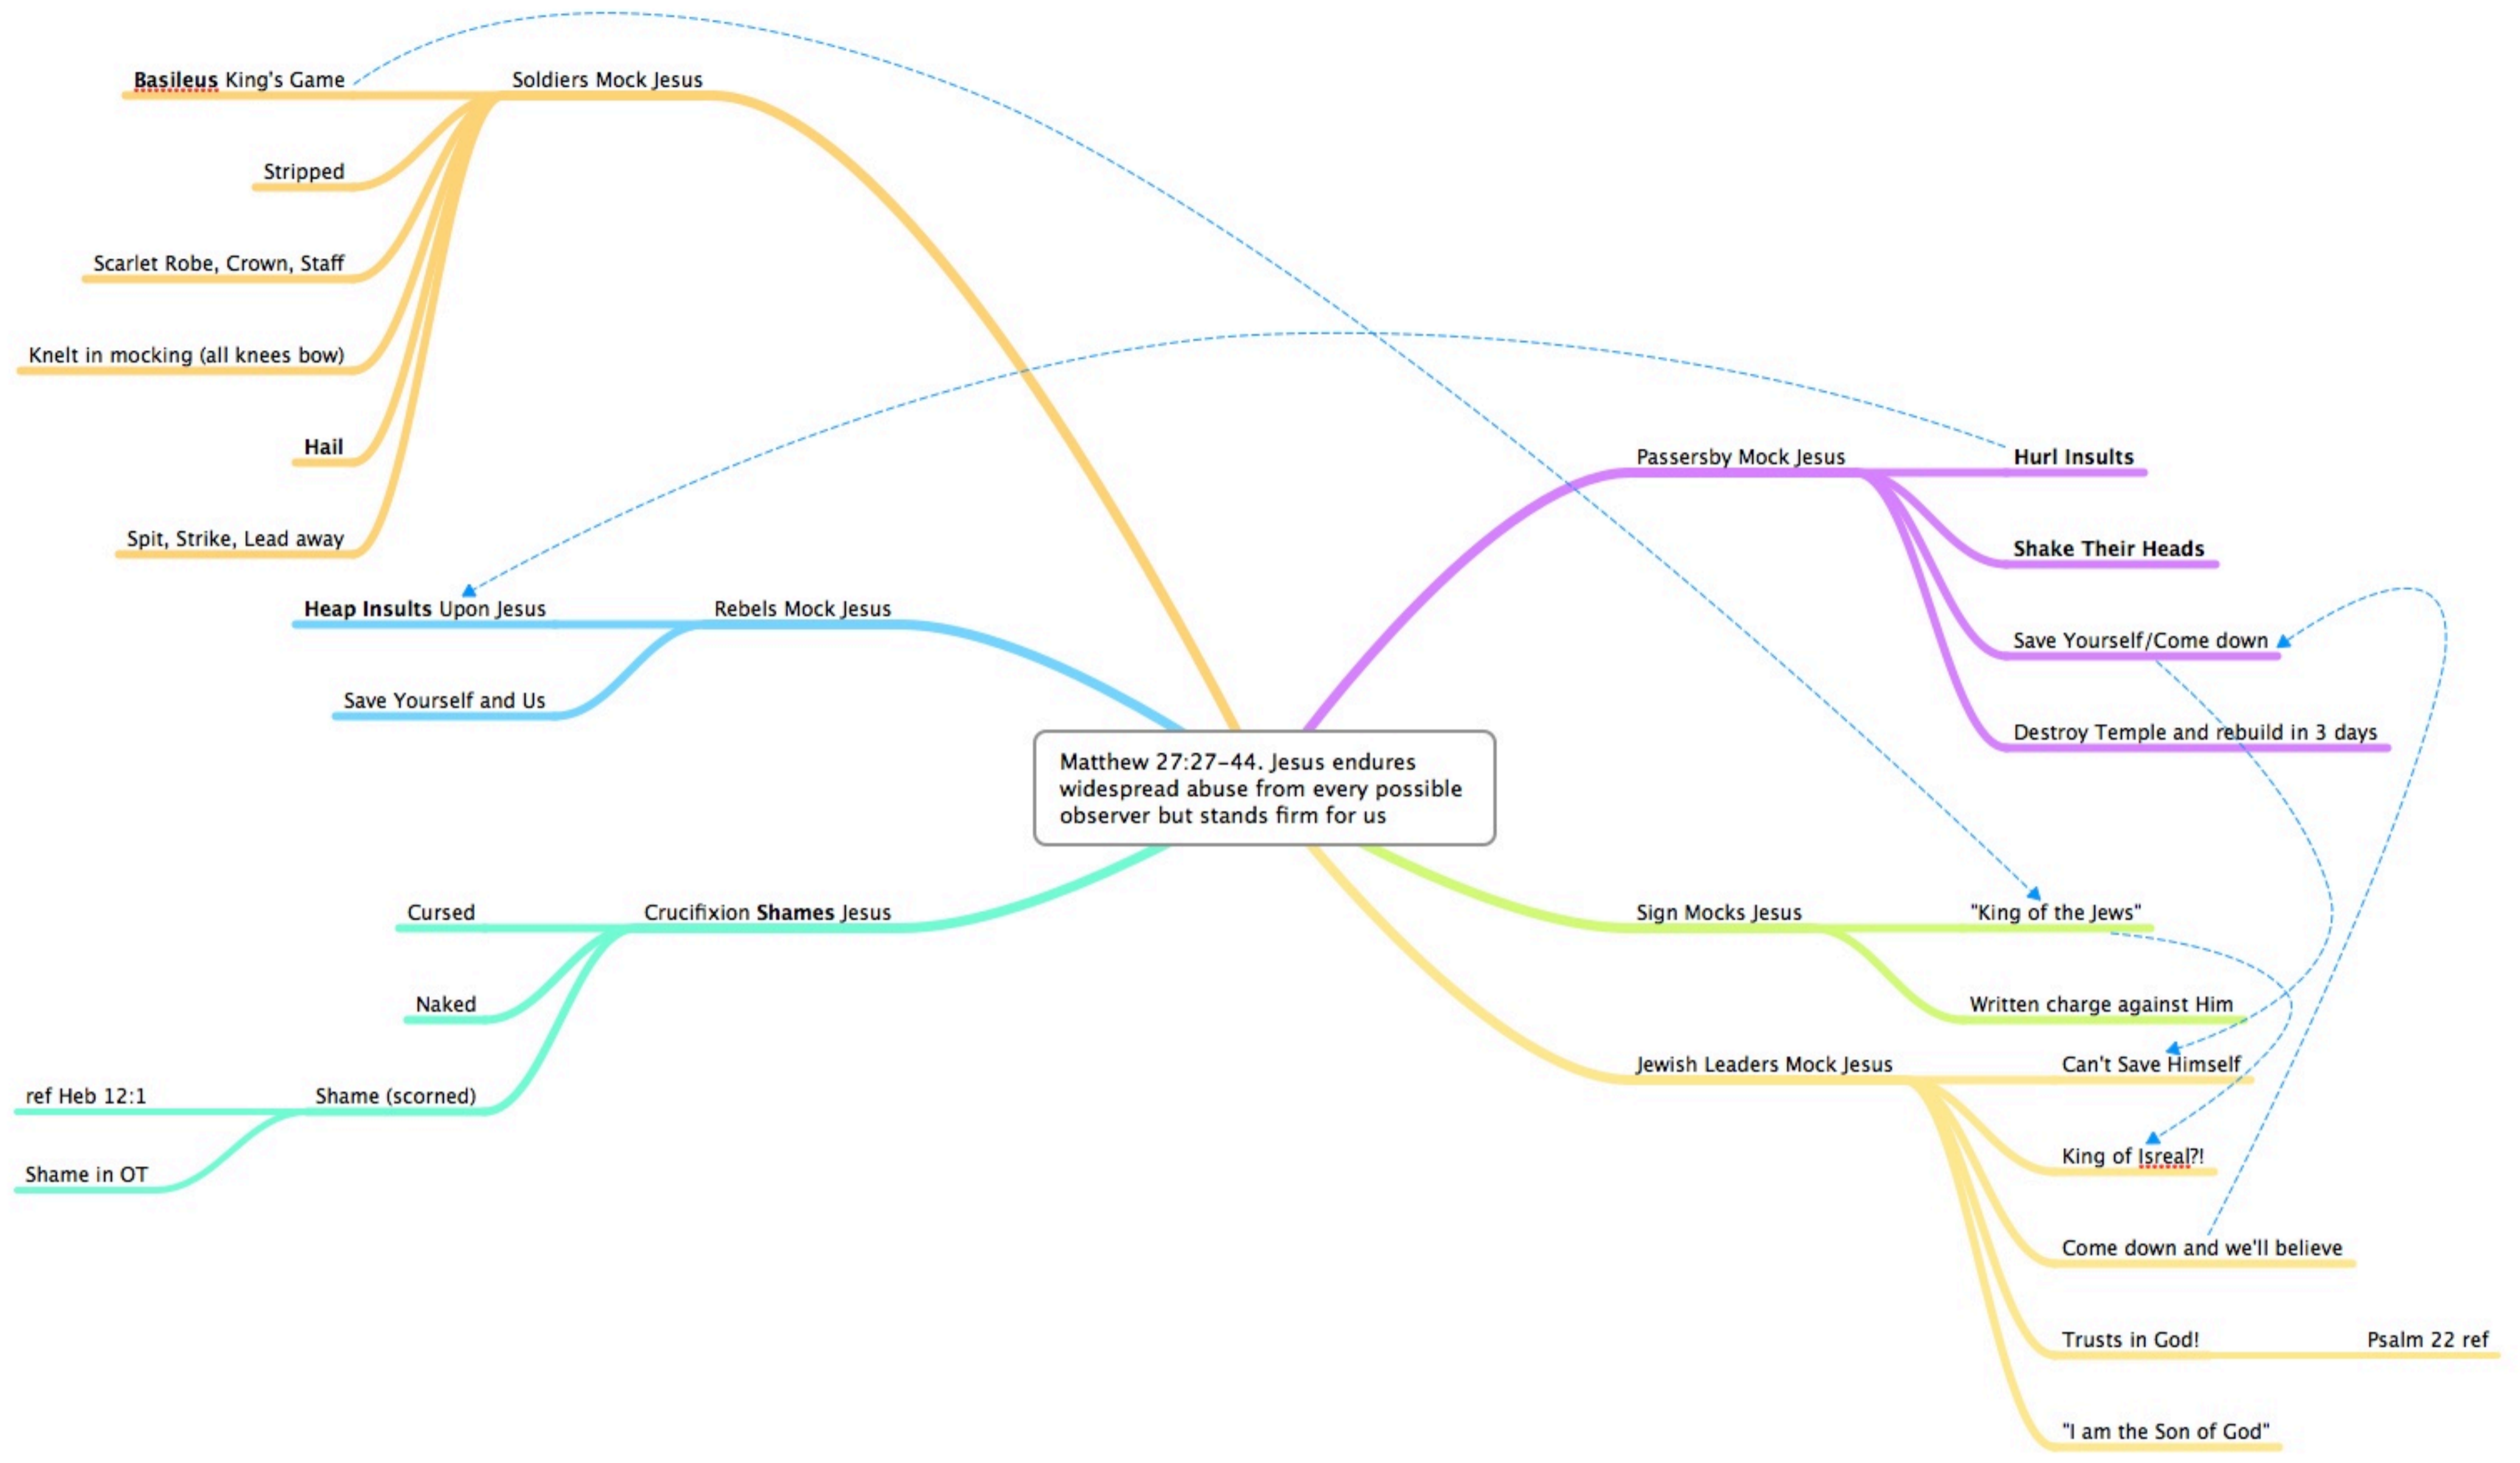 Basileus King's Game
Soldiers Mock Jesus
Stripped
Scarlet Robe, Crown, Staff
Knelt in mocking (all knees bow)
Hail
Spit, Strike, Lead away
Heap Insults Upon Jesus
Rebels Mock Jesus
Save Yourself and Us
Passersby Mock Jesus
Hurl Insults
Shake Their Heads
Save Yourself/Come down
Destroy Temple and rebuild in 3 days
Matthew 27:27-44. Jesus endures
widespread abuse from every possible
observer but stands firm for us
Cursed
Crucifixion Shames Jesus
Naked
ref Heb 12:1
Shame (scorned)
Shame in OT
Sign Mocks Jesus
"King of the Jews"
Written charge against Him
Jewish Leaders Mock Jesus
Can't Save Himself
King of Isreal?!
Come down and we'll believe
Trusts in God!
Psalm 22 ref
"I am the Son of God"